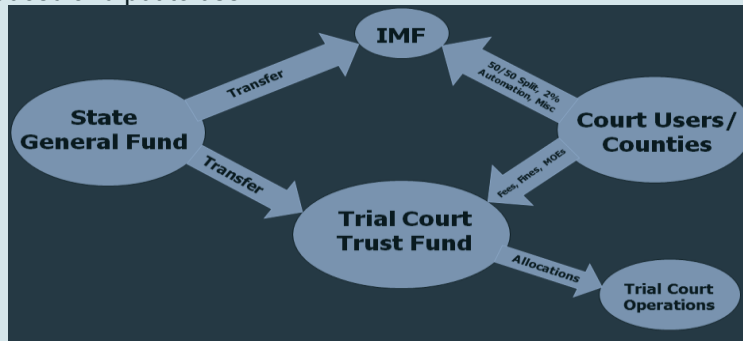 IMF
Transfer
50/50 Split, 2%
Automation, Misc
State
General Fund
Court Users/
Counties
Transfer
Fees, Fines, MOEs
Trial Court
Trust Fund
Allocations
Trial Court
Operations